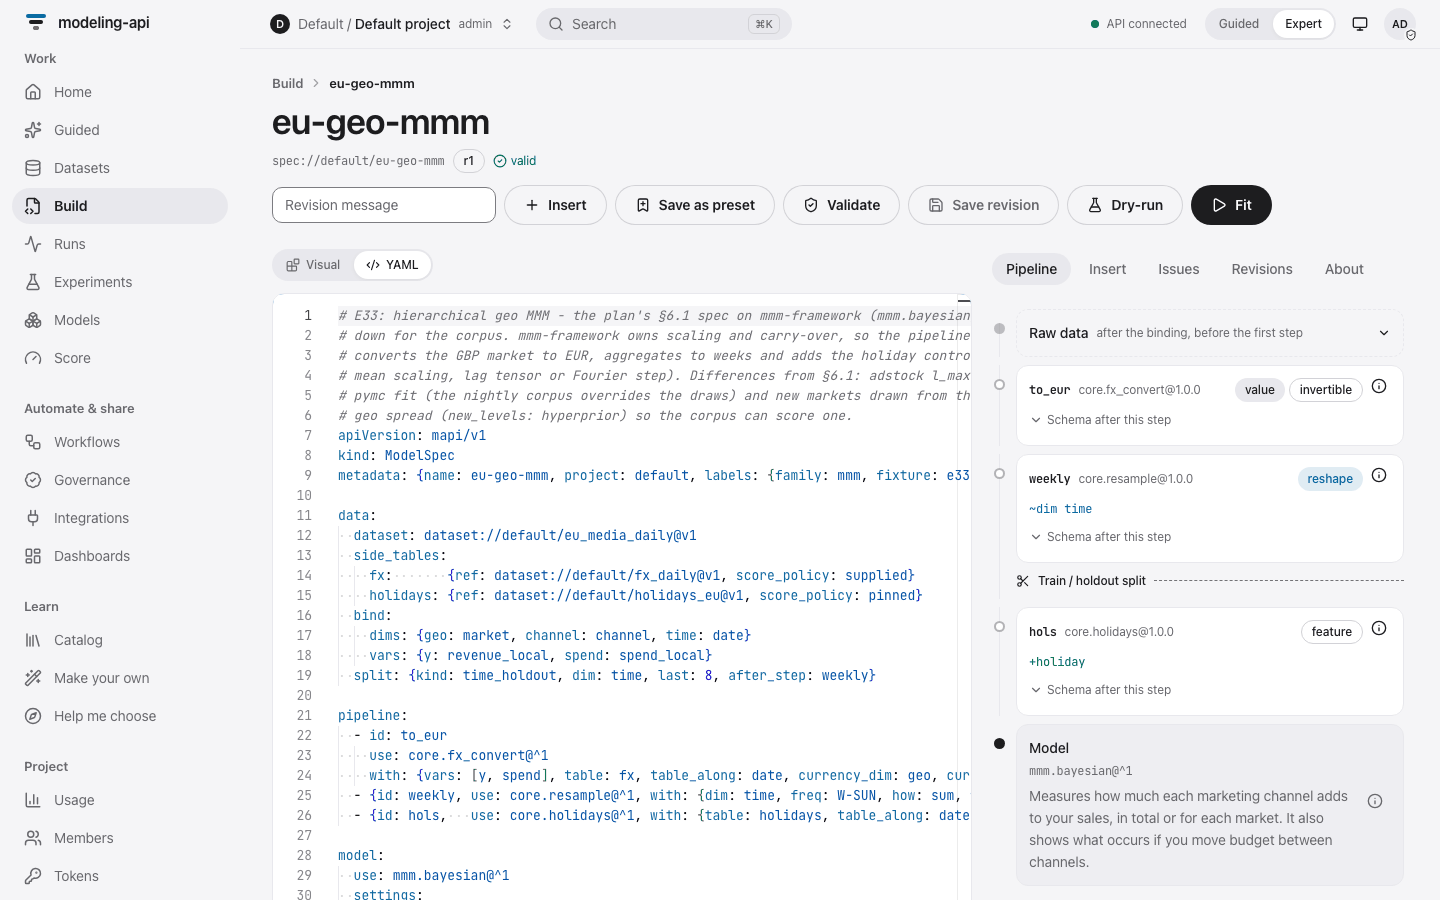 modeling-api
Default / Default project admin
Search ⌘K
API connected
Guided Expert
AD
Work
Home
Guided
Datasets
Build
Runs
Experiments
Models
Score
Automate & share
Workflows
Governance
Integrations
Dashboards
Learn
Catalog
Make your own
Help me choose
Project
Usage
Members
Tokens
Build > eu-geo-mmm
eu-geo-mmm
spec://default/eu-geo-mmm r1 valid
Revision message
Insert
Save as preset
Validate
Save revision
Dry-run
Fit
Visual YAML
1 # E33: hierarchical geo MMM - the plan's §6.1 spec on mmm-framework (mmm.bayesian
2 # down for the corpus. mmm-framework owns scaling and carry-over, so the pipeline
3 # converts the GBP market to EUR, aggregates to weeks and adds the holiday contro
4 # mean scaling, lag tensor or Fourier step). Differences from §6.1: adstock l_max
5 # pymc fit (the nightly corpus overrides the draws) and new markets drawn from th
6 # geo spread (new_levels: hyperprior) so the corpus can score one.
7 apiVersion: mapi/v1
8 kind: ModelSpec
9 metadata: {name: eu-geo-mmm, project: default, labels: {family: mmm, fixture: e33
10
11 data:
12 dataset: dataset://default/eu_media_daily@v1
13 side_tables:
14 fx: {ref: dataset://default/fx_daily@v1, score_policy: supplied}
15 holidays: {ref: dataset://default/holidays_eu@v1, score_policy: pinned}
16 bind:
17 dims: {geo: market, channel: channel, time: date}
18 vars: {y: revenue_local, spend: spend_local}
19 split: {kind: time_holdout, dim: time, last: 8, after_step: weekly}
20
21 pipeline:
22 - id: to_eur
23 use: core.fx_convert@^1
24 with: {vars: [y, spend], table: fx, table_along: date, currency_dim: geo, cur
25 - {id: weekly, use: core.resample@^1, with: {dim: time, freq: W-SUN, how: sum,
26 - {id: hols, use: core.holidays@^1, with: {table: holidays, table_along: date
27
28 model:
29 use: mmm.bayesian@^1
30 settings:
Pipeline Insert Issues Revisions About
Raw data after the binding, before the first step
to_eur core.fx_convert@1.0.0 value invertible
Schema after this step
weekly core.resample@1.0.0 reshape
~dim time
Schema after this step
Train / holdout split
hols core.holidays@1.0.0 feature
+holiday
Schema after this step
Model
mmm.bayesian@^1
Measures how much each marketing channel adds
to your sales, in total or for each market. It also
shows what occurs if you move budget between
channels.